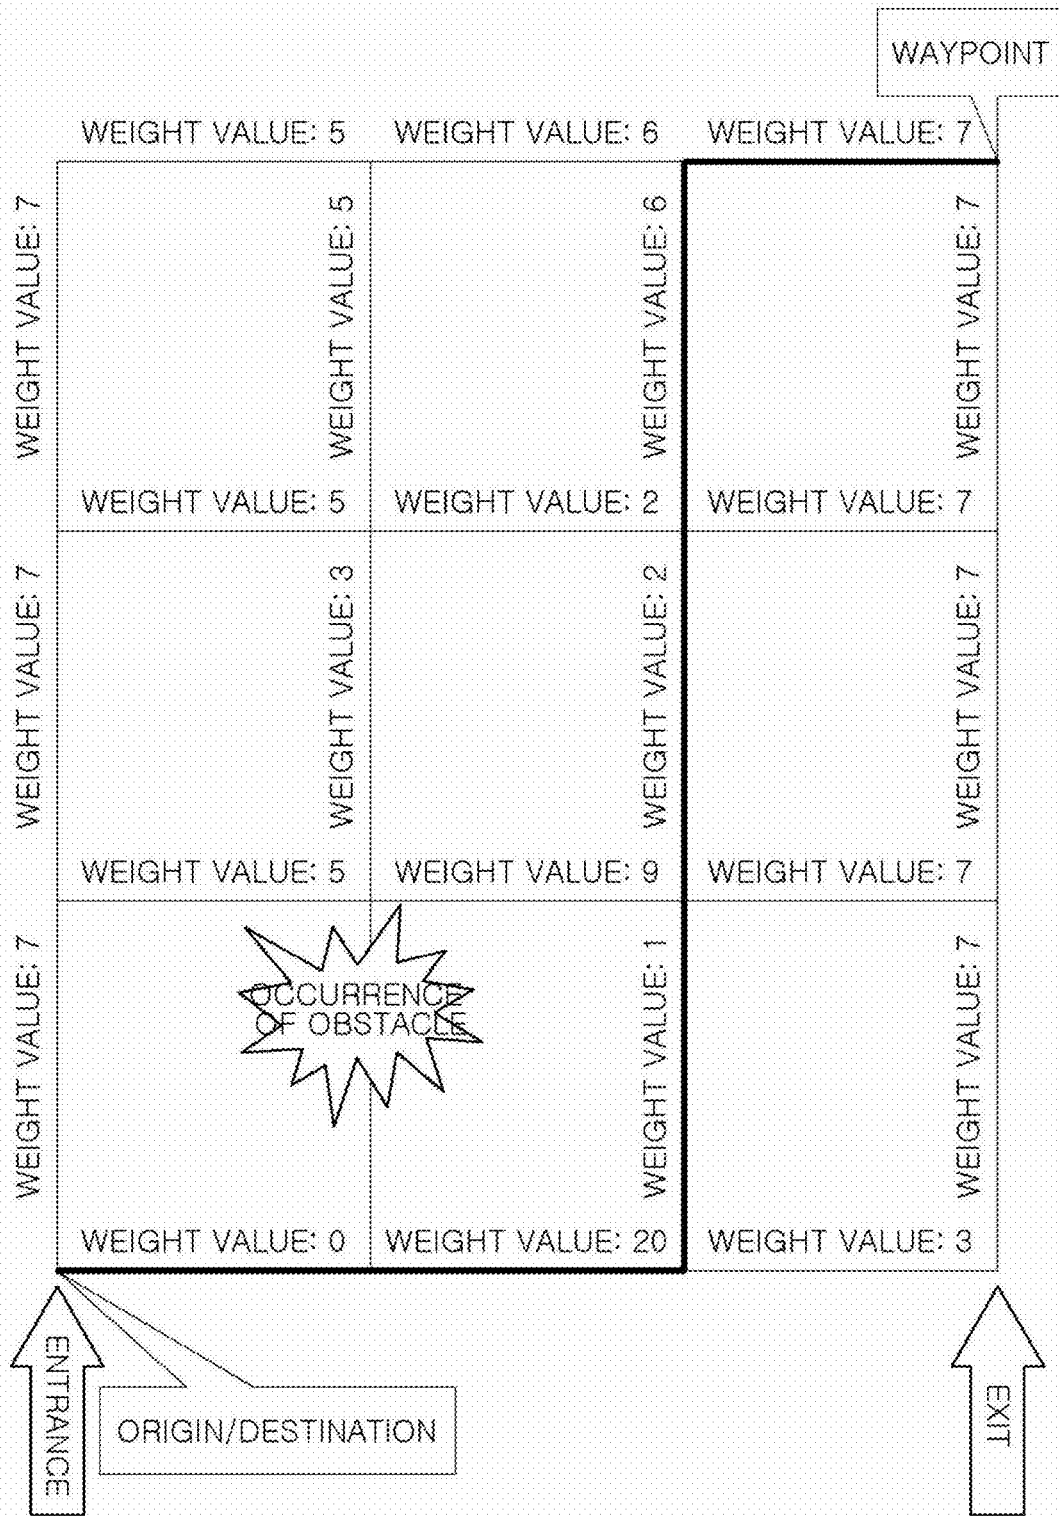 WAYPOINT
WEIGHT VALUE: 5
WEIGHT VALUE: 6
WEIGHT VALUE: 7
WEIGHT VALUE: 7
WEIGHT VALUE: 5
WEIGHT VALUE: 6
WEIGHT VALUE: 7
WEIGHT VALUE: 5
WEIGHT VALUE: 2
WEIGHT VALUE: 7
WEIGHT VALUE: 7
WEIGHT VALUE: 3
WEIGHT VALUE: 2
WEIGHT VALUE: 7
WEIGHT VALUE: 5
WEIGHT VALUE: 9
WEIGHT VALUE: 7
WEIGHT VALUE: 7
OCCURRENCE
OF OBSTACLE
WEIGHT VALUE: 1
WEIGHT VALUE: 7
WEIGHT VALUE: 0
WEIGHT VALUE: 20
WEIGHT VALUE: 3
ENTRANCE
ORIGIN/DESTINATION
EXIT